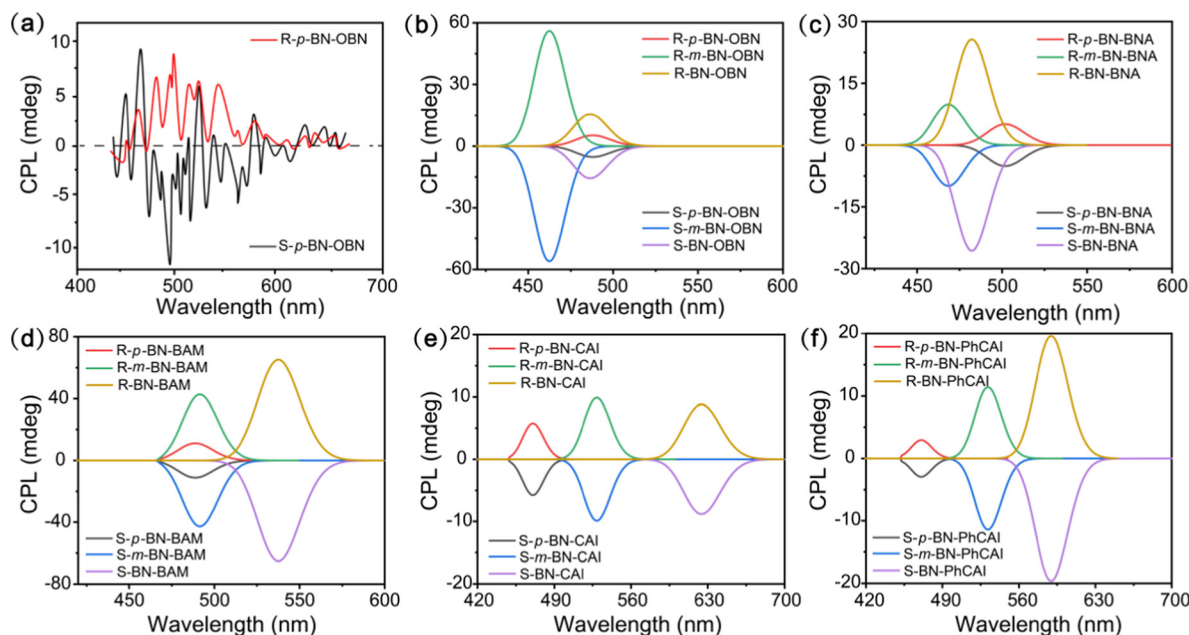 (a)
CPL (mdeg)
10
5
0
-5
-10
R-p-BN-OBN
S-p-BN-OBN
400
500
600
700
Wavelength (nm)
(b)
CPL (mdeg)
60
30
0
-30
-60
R-p-BN-OBN
R-m-BN-OBN
R-BN-OBN
S-p-BN-OBN
S-m-BN-OBN
S-BN-OBN
450
500
550
600
Wavelength (nm)
(c)
CPL (mdeg)
30
15
0
-15
-30
R-p-BN-BNA
R-m-BN-BNA
R-BN-BNA
S-p-BN-BNA
S-m-BN-BNA
S-BN-BNA
450
500
550
600
Wavelength (nm)
(d)
CPL (mdeg)
80
40
0
-40
-80
R-p-BN-BAM
R-m-BN-BAM
R-BN-BAM
S-p-BN-BAM
S-m-BN-BAM
S-BN-BAM
450
500
550
600
Wavelength (nm)
(e)
CPL (mdeg)
20
10
0
-10
-20
R-p-BN-CAI
R-m-BN-CAI
R-BN-CAI
S-p-BN-CAI
S-m-BN-CAI
S-BN-CAI
420
490
560
630
700
Wavelength (nm)
(f)
CPL (mdeg)
20
10
0
-10
-20
R-p-BN-PhCAI
R-m-BN-PhCAI
R-BN-PhCAI
S-p-BN-PhCAI
S-m-BN-PhCAI
S-BN-PhCAI
420
490
560
630
700
Wavelength (nm)